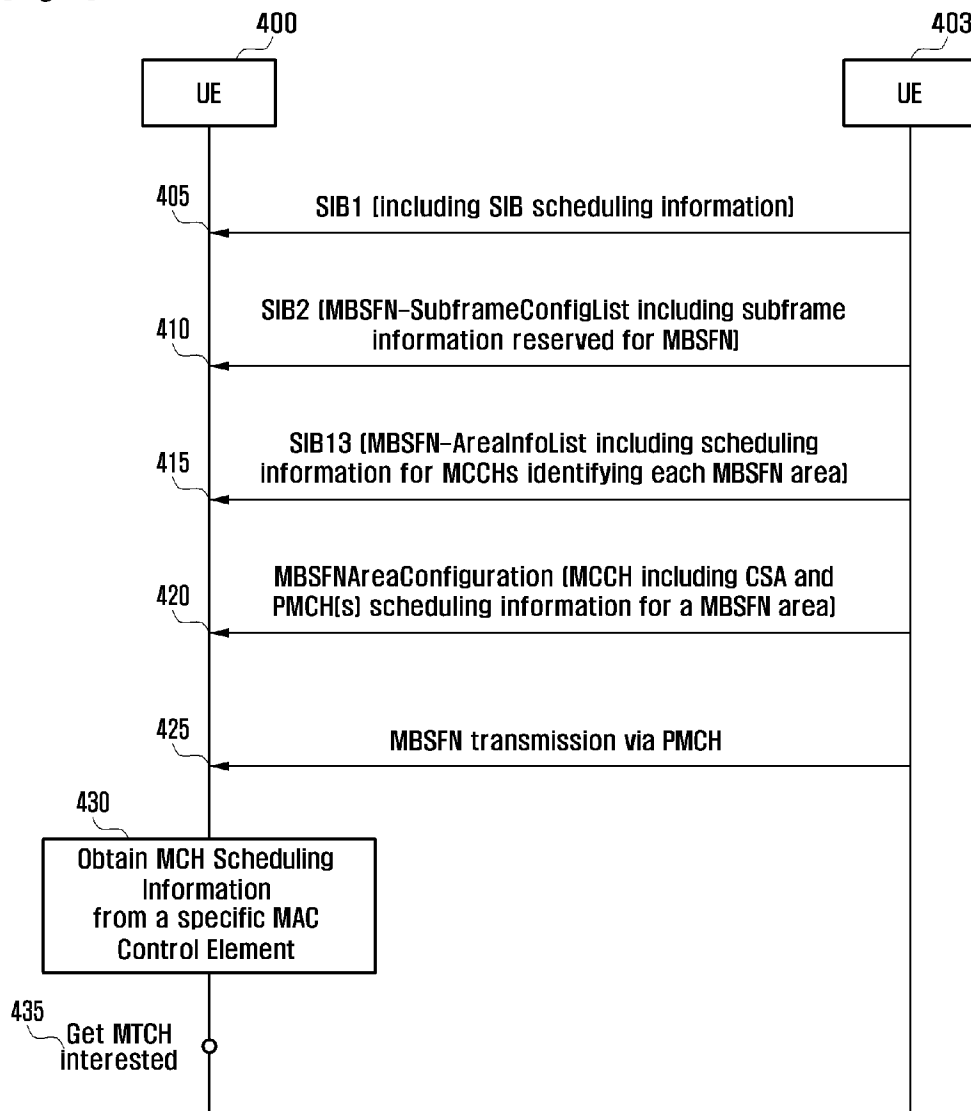 400
403
UE
UE
405
SIB1 (including SIB scheduling information)
SIB2 (MBSFN-SubframeConfigList including subframe
410
information reserved for MBSFN)
SIB13 (MBSFN-AreaInfoList including scheduling
415
information for MCCHs identifying each MBSFN area)
MBSFNAreaConfiguration (MCCH including CSA and
420
PMCH(s) scheduling information for a MBSFN area)
425
MBSFN transmission via PMCH
430
Obtain MCH Scheduling
Information
from a specific MAC
Control Element
435
Get MTCH
interested